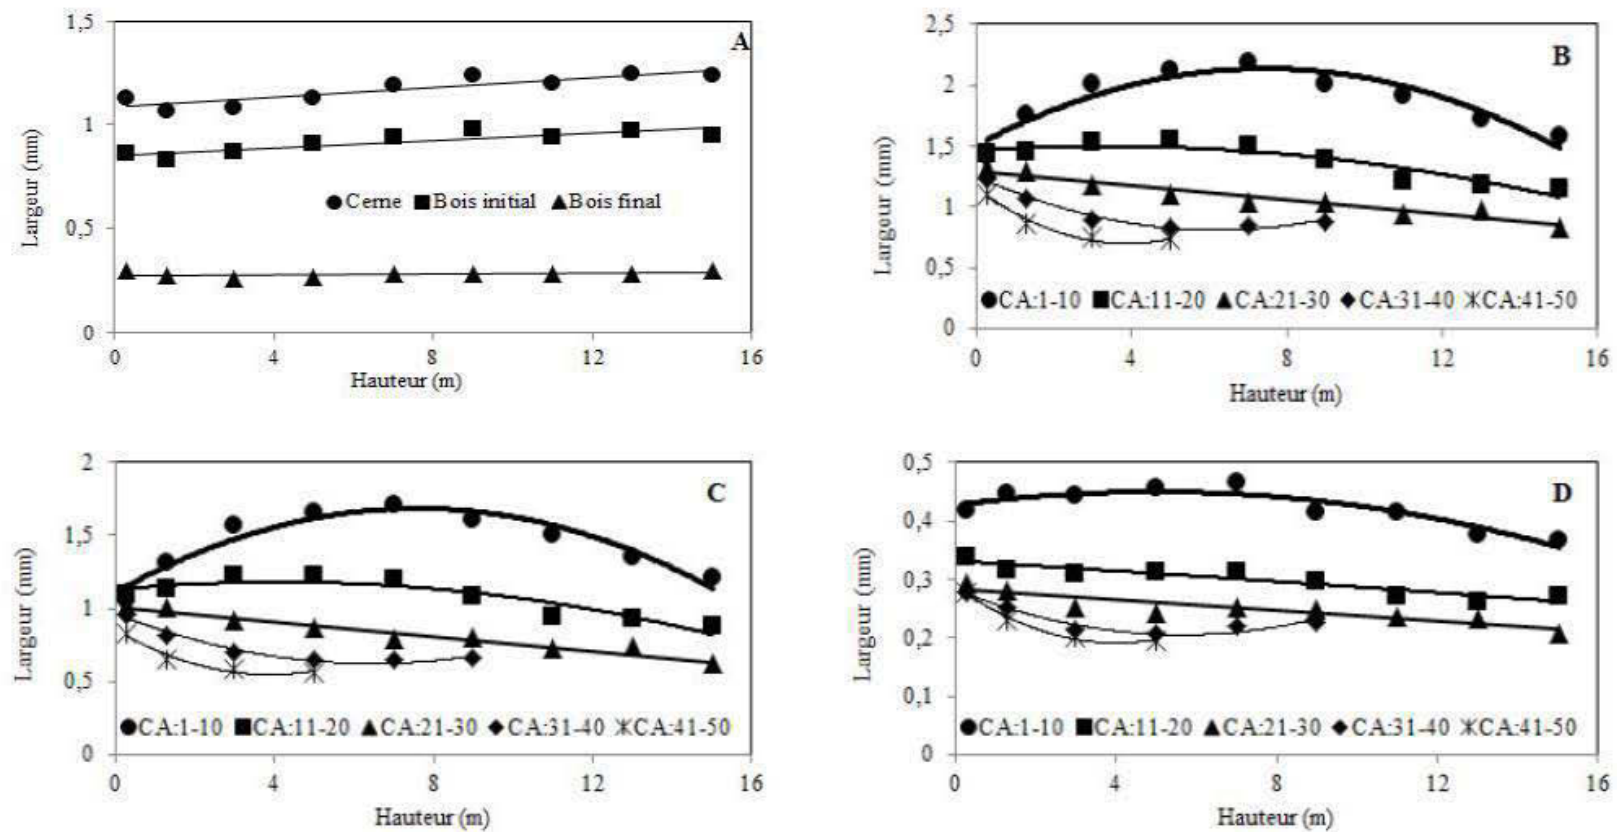 A
1,5
1
0,5
0
Largeur (mm)
Cerne Bois initial Bois final
0 4 8 12 16
Hauteur (m)
B
2,5
2
1,5
1
0,5
0
Largeur (mm)
CA:1-10 CA:11-20 CA:21-30 CA:31-40 CA:41-50
0 4 8 12 16
Hauteur (m)
C
2
1,5
1
0,5
0
Largeur (mm)
CA:1-10 CA:11-20 CA:21-30 CA:31-40 CA:41-50
0 4 8 12 16
Hauteur (m)
D
0,5
0,4
0,3
0,2
0,1
0
Largeur (mm)
CA:1-10 CA:11-20 CA:21-30 CA:31-40 CA:41-50
0 4 8 12 16
Hauteur (m)